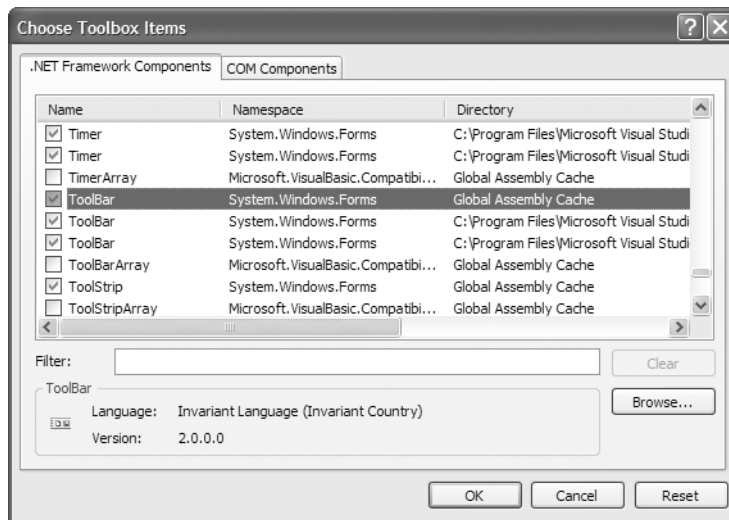 Choose Toolbox Items
.NET Framework Components COM Components
Name Namespace Directory
Timer System.Windows.Forms C:\Program Files\Microsoft Visual Studi
Timer System.Windows.Forms C:\Program Files\Microsoft Visual Studi
TimerArray Microsoft.VisualBasic.Compatibi... Global Assembly Cache
ToolBar System.Windows.Forms Global Assembly Cache
ToolBar System.Windows.Forms C:\Program Files\Microsoft Visual Studi
ToolBar System.Windows.Forms C:\Program Files\Microsoft Visual Studi
ToolBarArray Microsoft.VisualBasic.Compatibi... Global Assembly Cache
ToolStrip System.Windows.Forms Global Assembly Cache
ToolStripArray Microsoft.VisualBasic.Compatibi... Global Assembly Cache
Filter: Clear
ToolBar
Language: Invariant Language (Invariant Country) Browse...
Version: 2.0.0.0
OK Cancel Reset